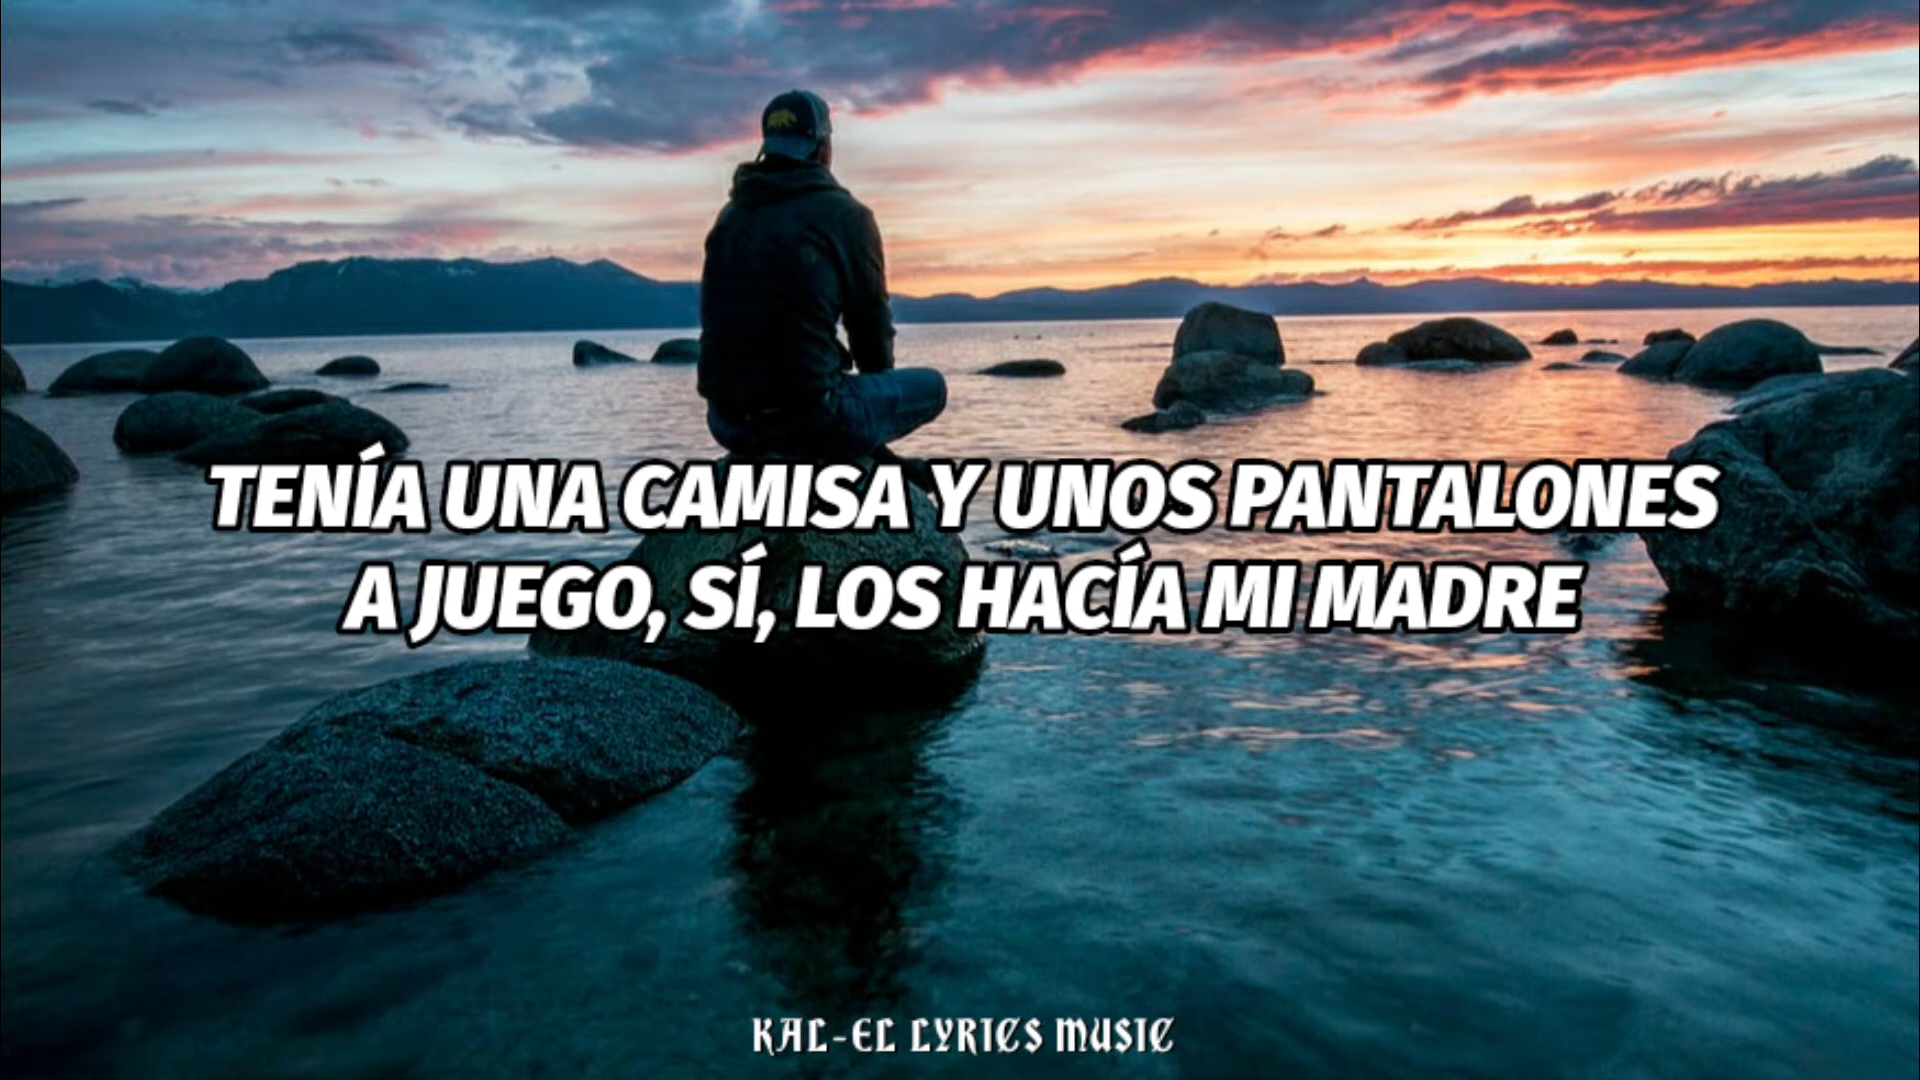 TENÍA UNA CAMISA Y UNOS PANTALONES
A JUEGO, SÍ, LOS HACÍA MI MADRE
KAL-EL LYRICS MUSIC